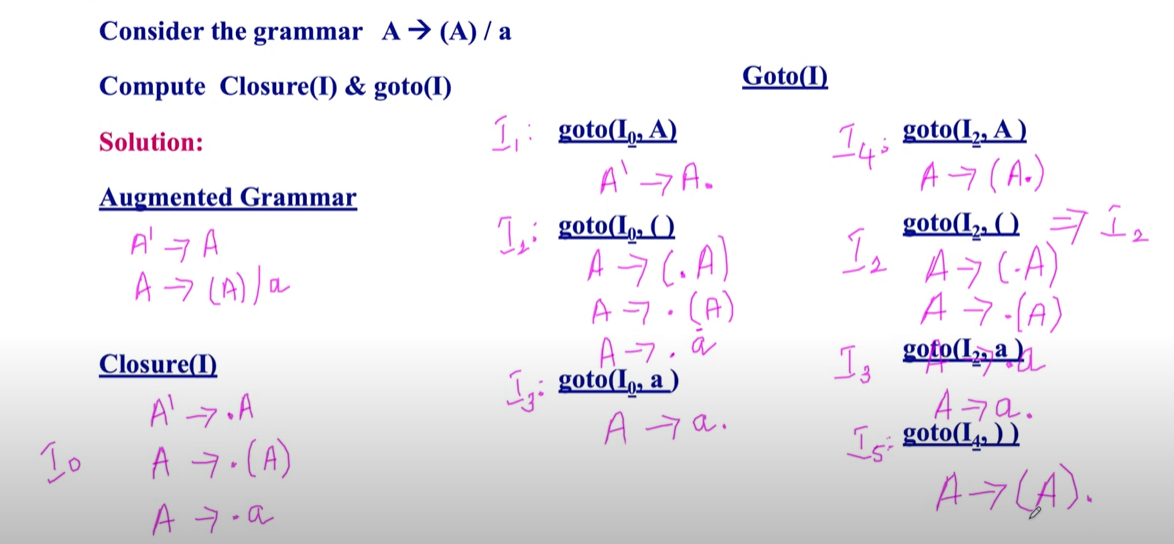 Consider the grammar A → (A) / a
Compute Closure(I) & goto(I)
Solution:
Augmented Grammar
A' → A
A → (A)/a
Closure(I)
I0
A' → .A
A → .(A)
A → .a
Goto(I)
I1: goto(I0, A)
A' → A.
I2: goto(I0, ()
A → (.A)
A → .(A)
A → .a
I3: goto(I0, a )
A → a.
I4: goto(I2, A )
A → (A.)
goto(I2, () ⇒ I2
I2 A → (.A)
A → .(A)
A → .a
I3 goto(I2, a )
A → a.
I5: goto(I4, ) )
A → (A).